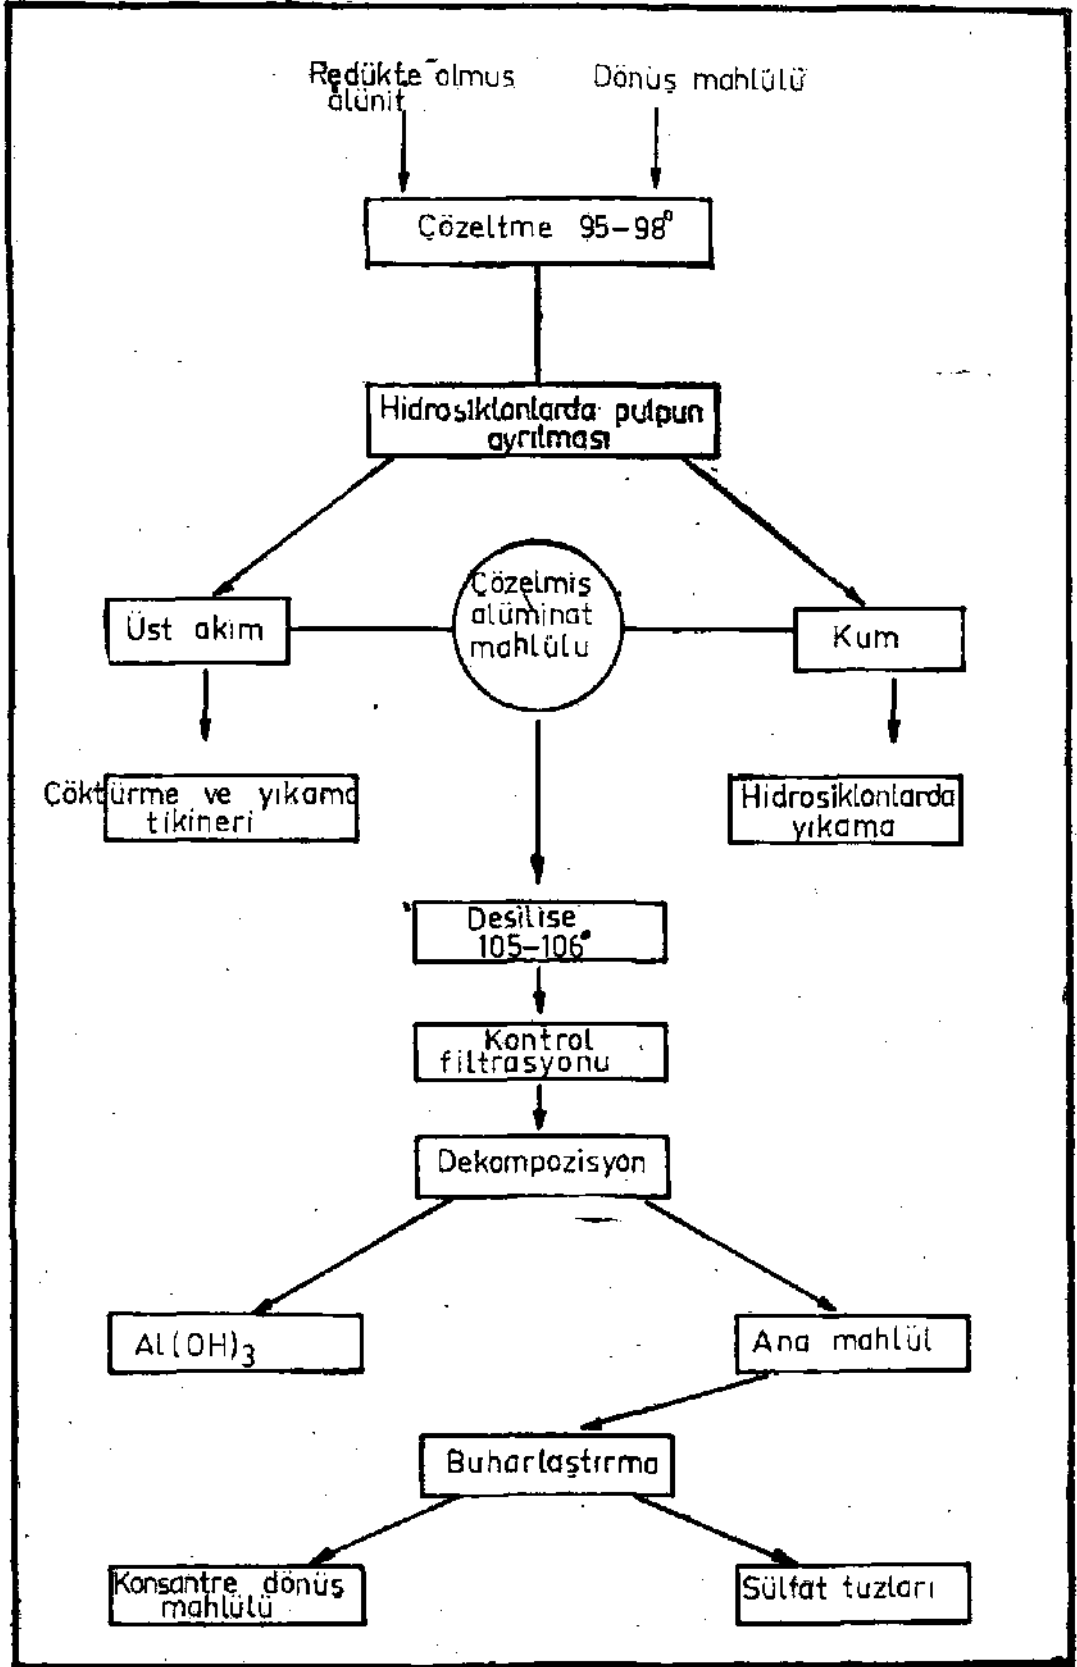 Redükte olmuş
alünit
Dönüş mahlülü
Çözeltme 95-98°
Hidrosiklonlarda pulpun
ayrılması
Üst akım
Çözelmiş
alüminat
mahlülu
Kum
Çöktürme ve yıkama
tikineri
Hidrosiklonlarda
yıkama
Desilise
105-106°
Kontrol
filtrasyonu
Dekompozisyon
Al(OH)3
Ana mahlül
Buharlaştırma
Konsantre dönüş
mahlülü
Sülfat tuzları